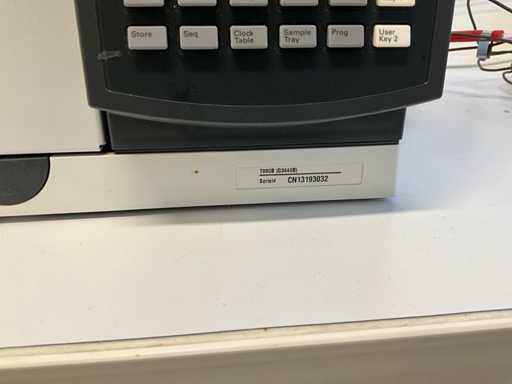 Store
Seq
Clock
Table
Sample
Tray
Prog
User
Key 2
7890B (G3440B)
Serial# CN13193032